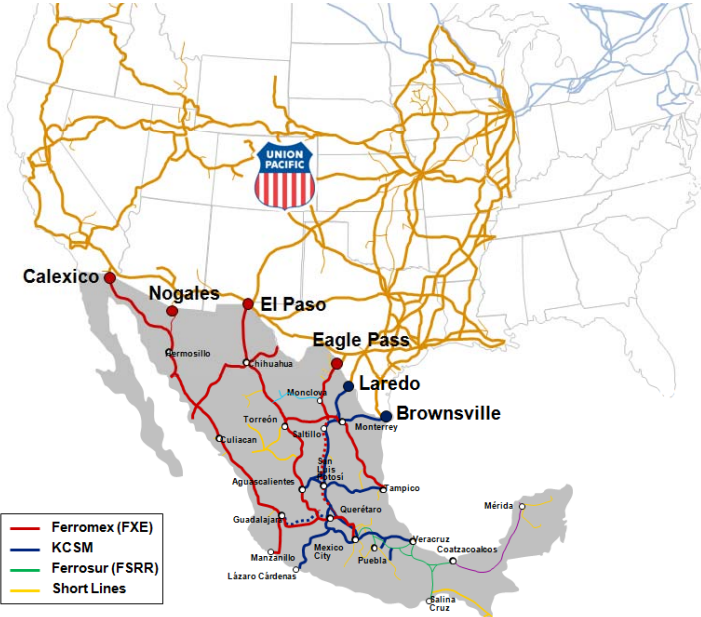 UNION
PACIFIC
Calexico
Nogales
El Paso
Eagle Pass
Laredo
Brownsville
Hermosillo
Chihuahua
Monclova
Torreón
Saltillo
Monterrey
Culiacan
San
Luis
Potosí
Aguascalientes
Tampico
Querétaro
Guadalajara
Mérida
Mexico
City
Veracruz
Coatzacoalcos
Puebla
Manzanillo
Lázaro Cárdenas
Salina
Cruz
Ferromex (FXE)
KCSM
Ferrosur (FSRR)
Short Lines